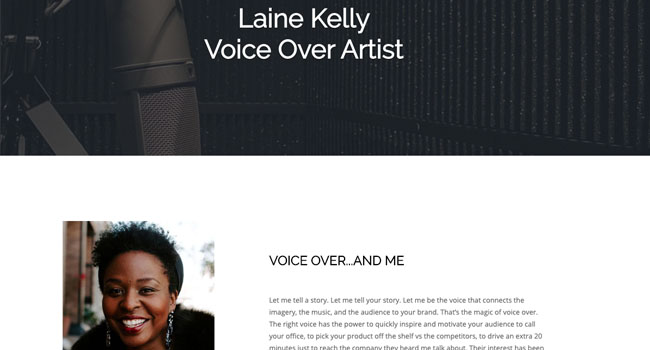 Laine Kelly
Voice Over Artist
VOICE OVER...AND ME
Let me tell a story. Let me tell your story. Let me be the voice that connects the
imagery, the music, and the audience to your brand. That's the magic of voice over.
The right voice has the power to quickly inspire and motivate your audience to call
your office, to pick your product off the shelf vs the competitors, to drive an extra 20
minutes just to reach the company they heard me talk about. Their interest has been